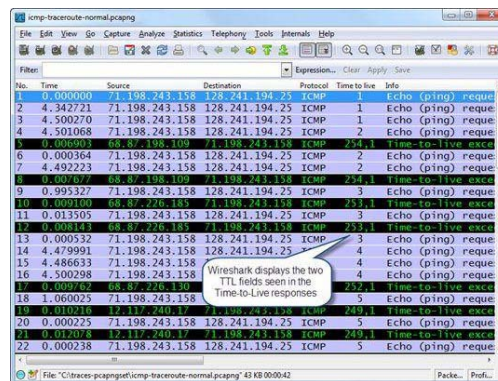 icmp-traceroute-normal.pcapng
File Edit View Go Capture Analyze Statistics Telephony Tools Internals Help
Filter: Expression... Clear Apply Save
No. Time Source Destination Protocol Time to live Info
1 0.000000 71.198.243.158 128.241.194.25 ICMP 1 Echo (ping) reque
2 4.342721 71.198.243.158 128.241.194.25 ICMP 1 Echo (ping) reque
3 4.500270 71.198.243.158 128.241.194.25 ICMP 1 Echo (ping) reque
4 4.501068 71.198.243.158 128.241.194.25 ICMP 2 Echo (ping) reque
5 0.006903 68.87.198.109 71.198.243.158 ICMP 254,1 Time-to-live exce
6 0.000364 71.198.243.158 128.241.194.25 ICMP 2 Echo (ping) reque
7 4.492223 71.198.243.158 128.241.194.25 ICMP 2 Echo (ping) reque
8 0.007677 68.87.198.109 71.198.243.158 ICMP 254,1 Time-to-live exce
9 0.995327 71.198.243.158 128.241.194.25 ICMP 3 Echo (ping) reque
10 0.009100 68.87.226.185 71.198.243.158 ICMP 253,1 Time-to-live exce
11 0.013505 71.198.243.158 128.241.194.25 ICMP 3 Echo (ping) reque
12 0.008143 68.87.226.185 71.198.243.158 ICMP 253,1 Time-to-live exce
13 0.000532 71.198.243.158 128.241.194.25 ICMP 3 Echo (ping) reque
14 4.479991 71.198.243.158 4 Echo (ping) reque
15 4.486633 71.198.243.158 4 Echo (ping) reque
16 4.500298 71.198.243.158 4 Echo (ping) reque
17 0.009762 68.87.226.130 252,1 Time-to-live exce
18 1.060025 71.198.243.158 5 Echo (ping) reque
19 0.010216 12.117.240.17 71.198.243.158 ICMP 249,1 Time-to-live exce
20 0.000225 71.198.243.158 128.241.194.25 ICMP 5 Echo (ping) reque
21 0.012078 12.117.240.17 71.198.243.158 ICMP 249,1 Time-to-live exce
22 0.000238 71.198.243.158 128.241.194.25 ICMP 5 Echo (ping) reque
Wireshark displays the two
TTL fields seen in the
Time-to-Live responses
File: "C:\traces-pcapngset\icmp-traceroute-normal.pcapng" 43 KB 00:00:42 Packe... Profi...